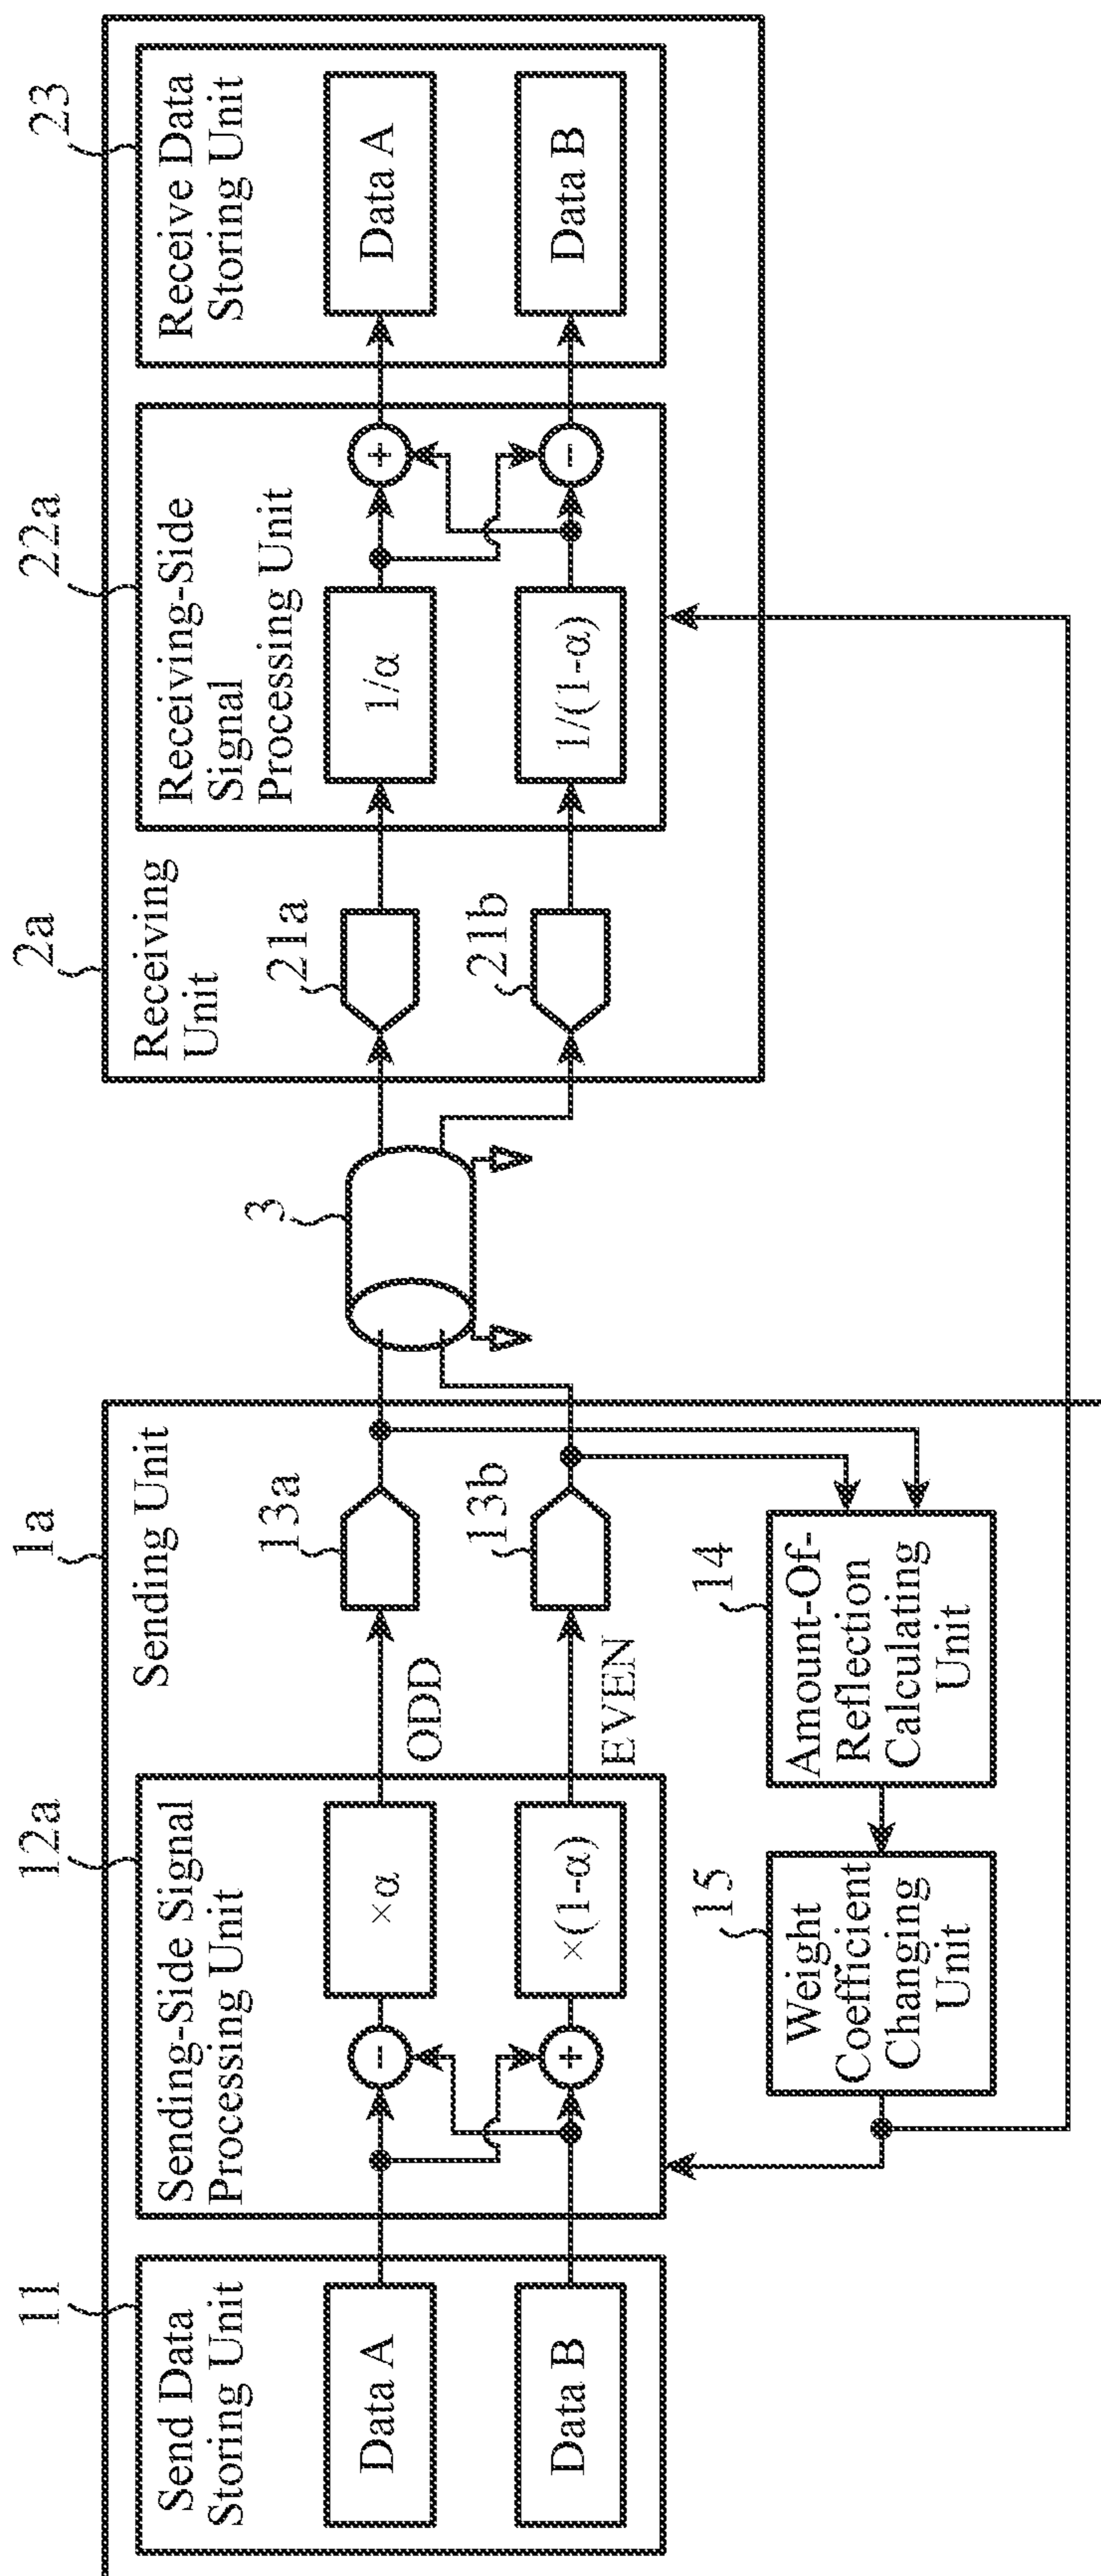 1a
Sending Unit
11
Send Data
Storing Unit
Data A
Data B
12a
Sending-Side Signal
Processing Unit
-
+
×α
×(1-α)
ODD
EVEN
13a
13b
14
Amount-Of-
Reflection
Calculating
Unit
15
Weight
Coefficient
Changing
Unit
3
2a
Receiving
Unit
21a
21b
22a
Receiving-Side
Signal
Processing Unit
1/α
1/(1-α)
+
-
23
Receive Data
Storing Unit
Data A
Data B